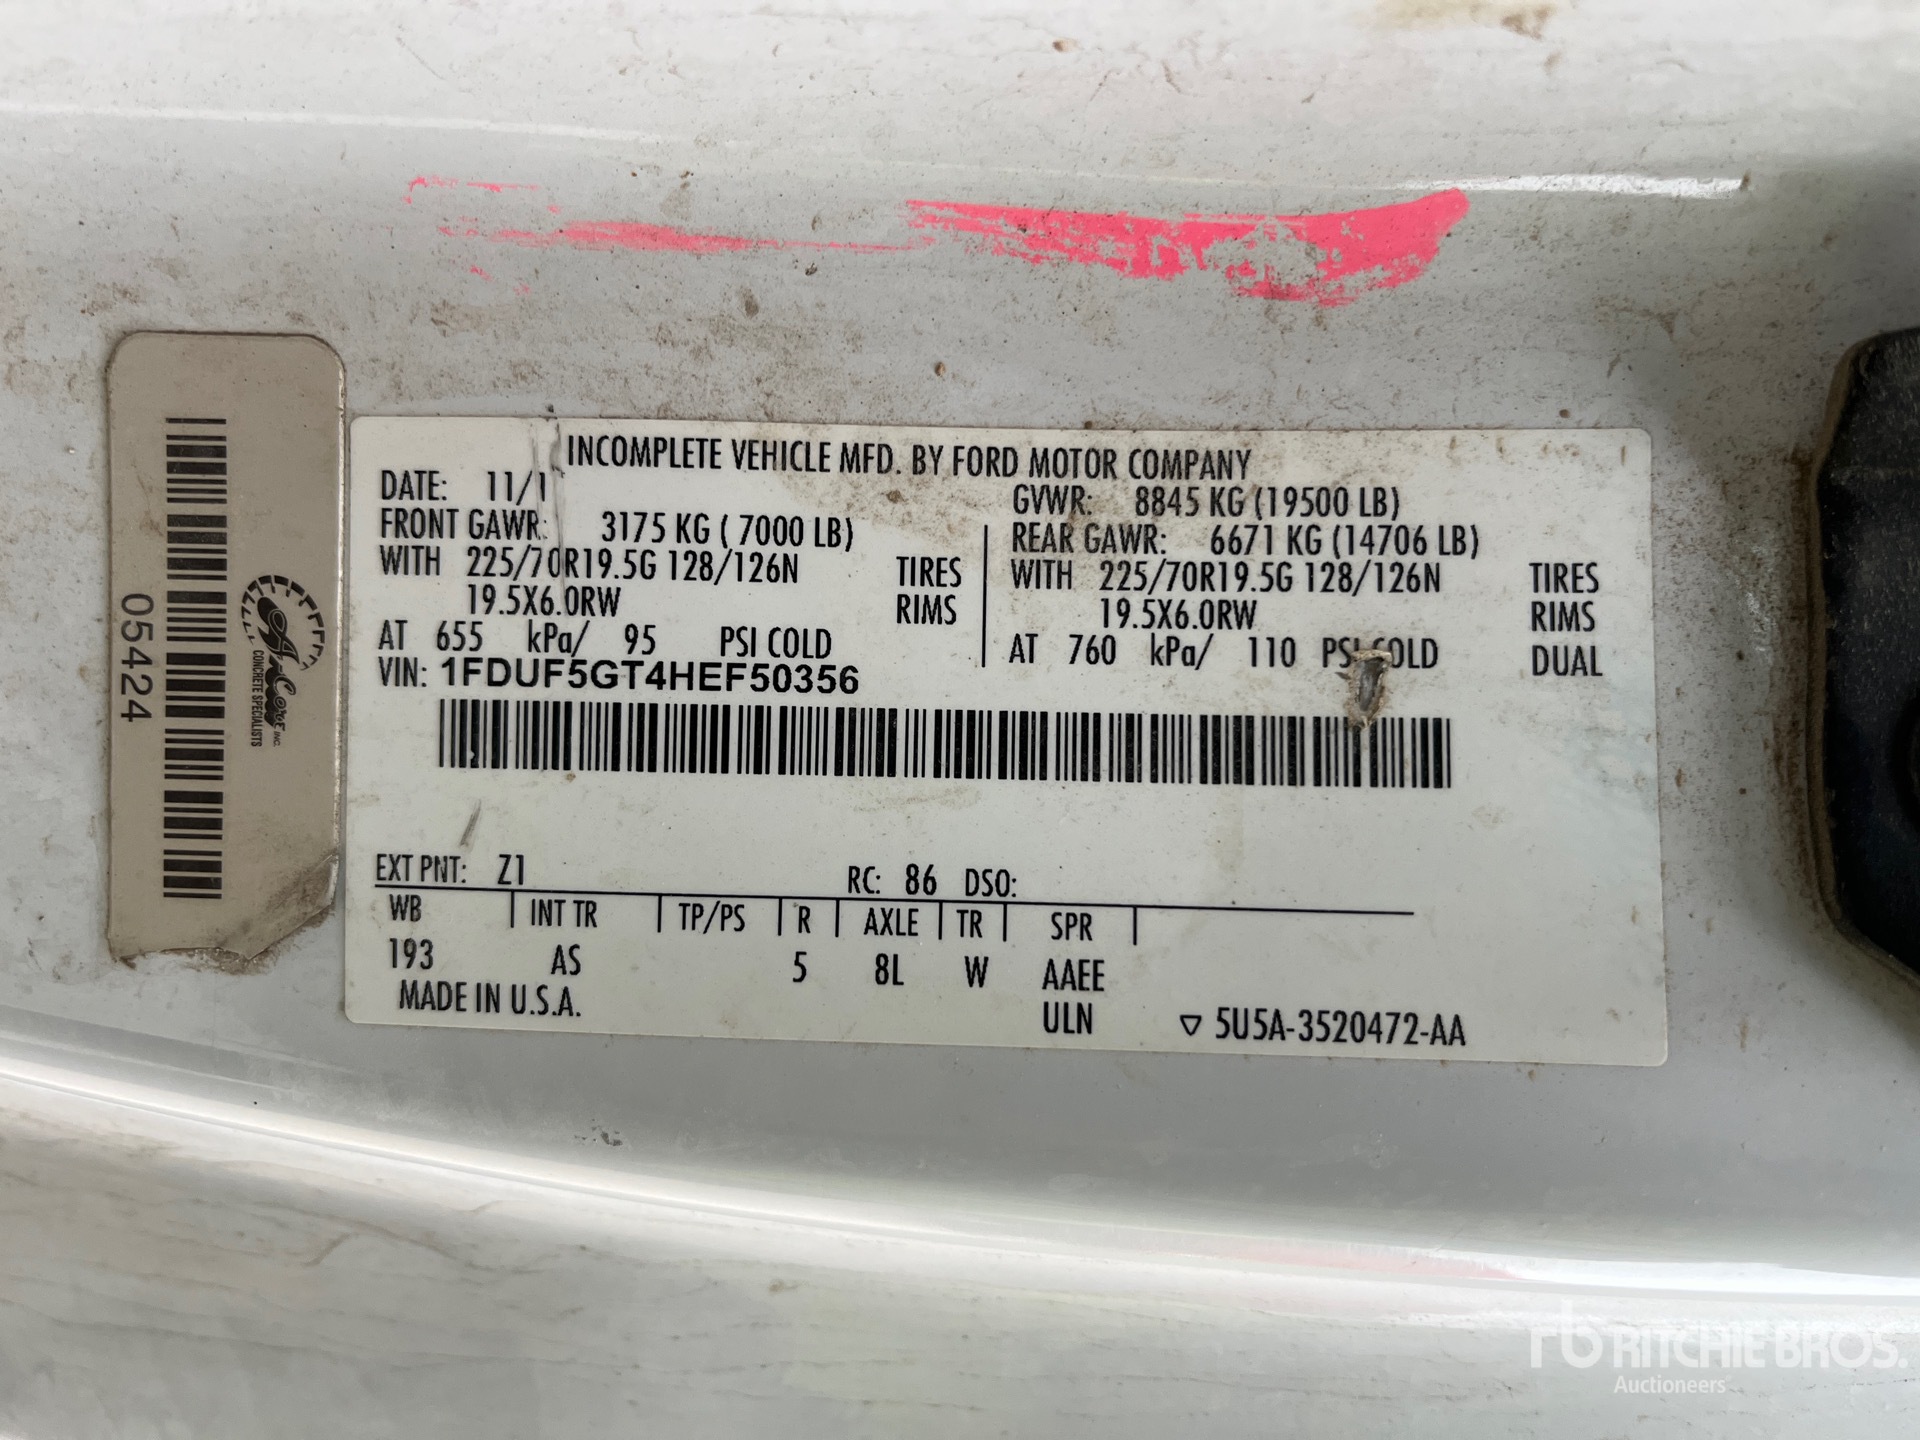 INCOMPLETE VEHICLE MFD. BY FORD MOTOR COMPANY
DATE: 11/1
GVWR: 8845 KG (19500 LB)
FRONT GAWR: 3175 KG ( 7000 LB)
REAR GAWR: 6671 KG (14706 LB)
WITH 225/70R19.5G 128/126N TIRES
WITH 225/70R19.5G 128/126N TIRES
19.5X6.0RW RIMS
19.5X6.0RW RIMS
AT 655 kPa/ 95 PSI COLD
AT 760 kPa/ 110 PSI COLD DUAL
VIN: 1FDUF5GT4HEF50356
EXT PNT: Z1 RC: 86 DSO:
WB INT TR TP/PS R AXLE TR SPR
193 AS 5 8L W AAEE
MADE IN U.S.A. ULN
5U5A-3520472-AA
05424
CORE INC.
CONCRETE SPECIALISTS
rb RITCHIE BROS.
Auctioneers